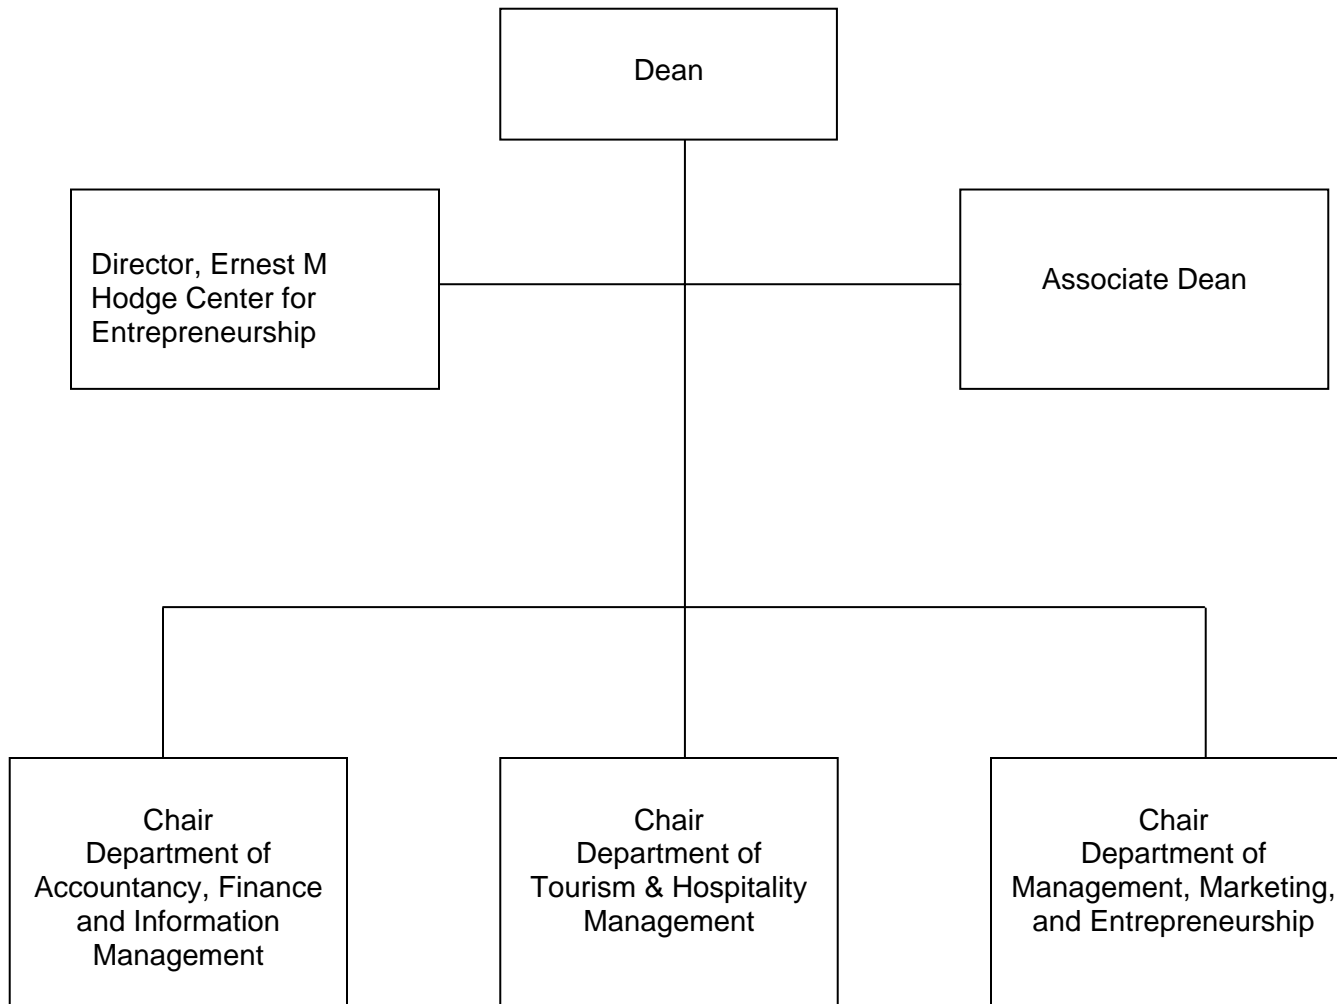 Dean
Director, Ernest M
Hodge Center for
Entrepreneurship
Associate Dean
Chair
Department of
Accountancy, Finance
and Information
Management
Chair
Department of
Tourism & Hospitality
Management
Chair
Department of
Management, Marketing,
and Entrepreneurship